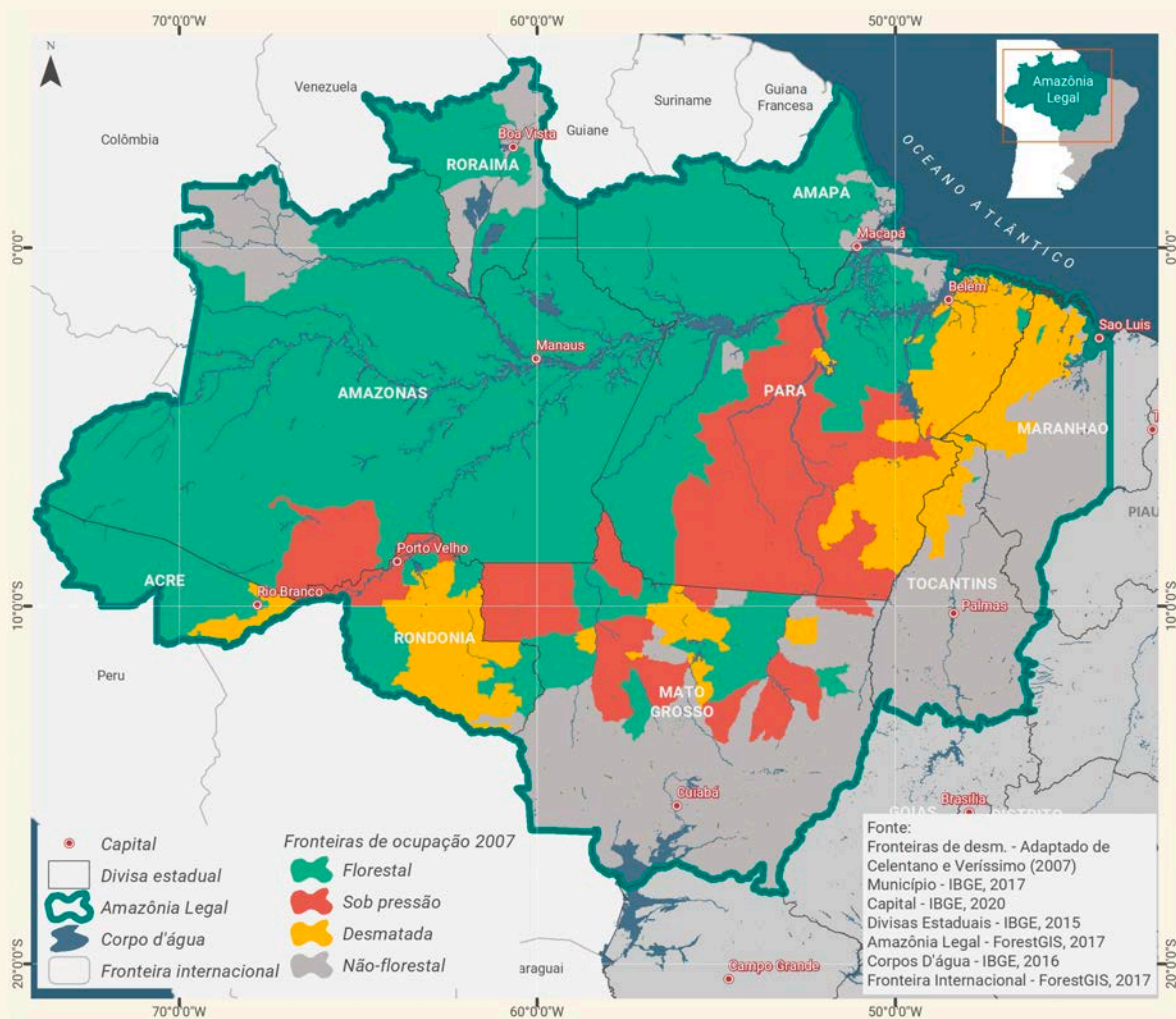 70°0'0"W 60°0'0"W 50°0'0"W
N
Amazônia
Legal
Venezuela
Suriname
Guiana
Francesa
Colômbia
Guiane
Boa Vista
RORAIMA
AMAPA
OCEANO ATLÂNTICO
0°0'0" 0°0'0"
Macapá
Belém
Sao Luis
Manaus
AMAZONAS
PARA
MARANHAO
PIAU
Porto Velho
ACRE
Rio Branco
TOCANTINS
10°0'0"S 10°0'0"S
Palmas
RONDONIA
Peru
MATO
GROSSO
Cuiabá
Brasília
GOIAS DISTRITO
Capital
Divisa estadual
Amazônia Legal
Corpo d'água
Fronteira internacional
Fronteiras de ocupação 2007
Florestal
Sob pressão
Desmatada
Não-florestal
araguai
Campo Grande
Fonte:
Fronteiras de desm. - Adaptado de
Celentano e Veríssimo (2007)
Município - IBGE, 2017
Capital - IBGE, 2020
Divisas Estaduais - IBGE, 2015
Amazônia Legal - ForestGIS, 2017
Corpos D'água - IBGE, 2016
Fronteira Internacional - ForestGIS, 2017
20°0'0"S 20°0'0"S
70°0'0"W 60°0'0"W 50°0'0"W